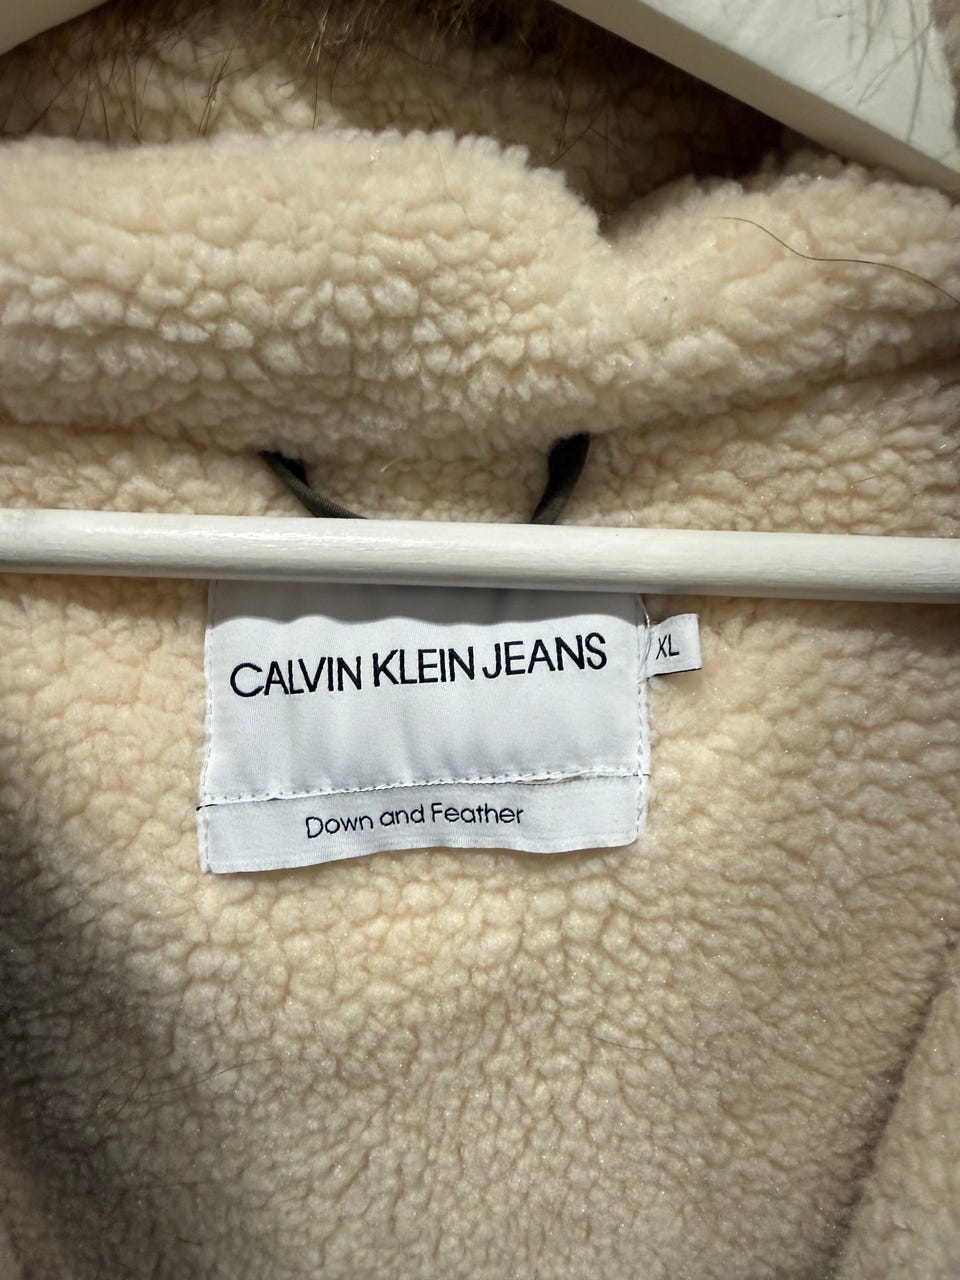 CALVIN KLEIN JEANS
XL
Down and Feather